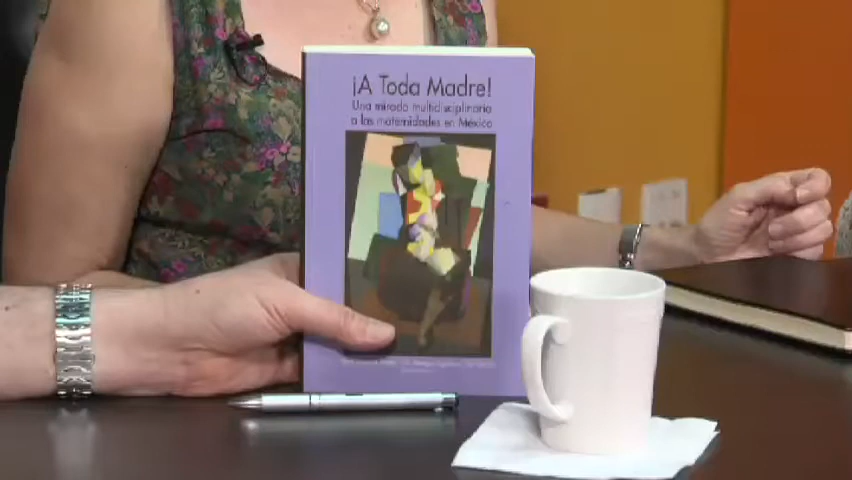 ¡A Toda Madre!
Una mirada multidisciplinaria
a las maternidades en México